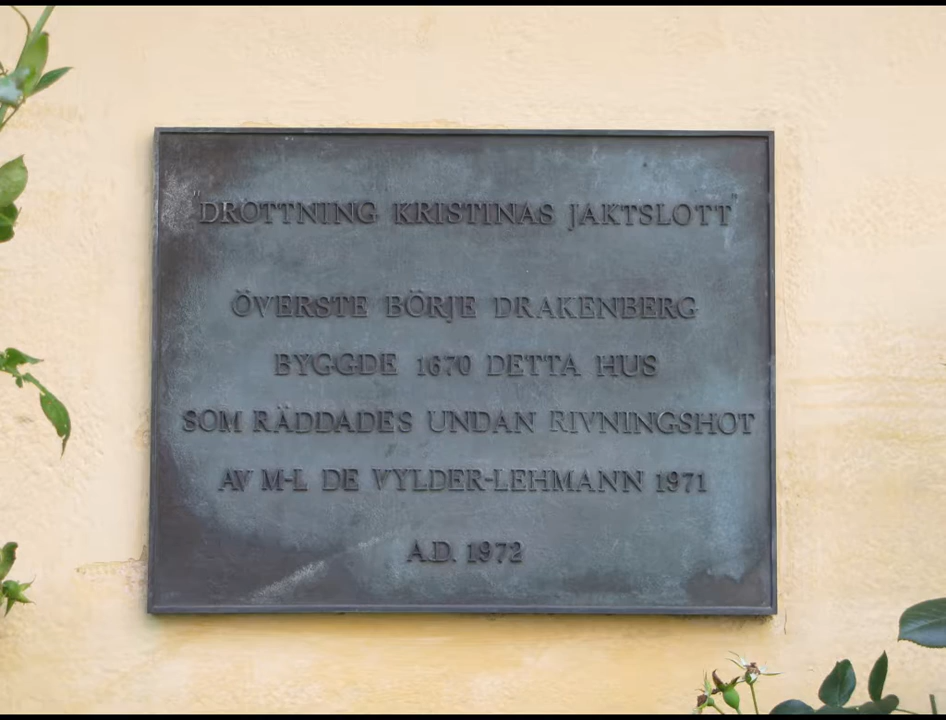 "DROTTNING KRISTINAS JAKTSLOTT"
ÖVERSTE BÖRJE DRAKENBERG
BYGGDE 1670 DETTA HUS
SOM RÄDDADES UNDAN RIVNINGSHOT
AV M-L DE VYLDER-LEHMANN 1971
A.D. 1972